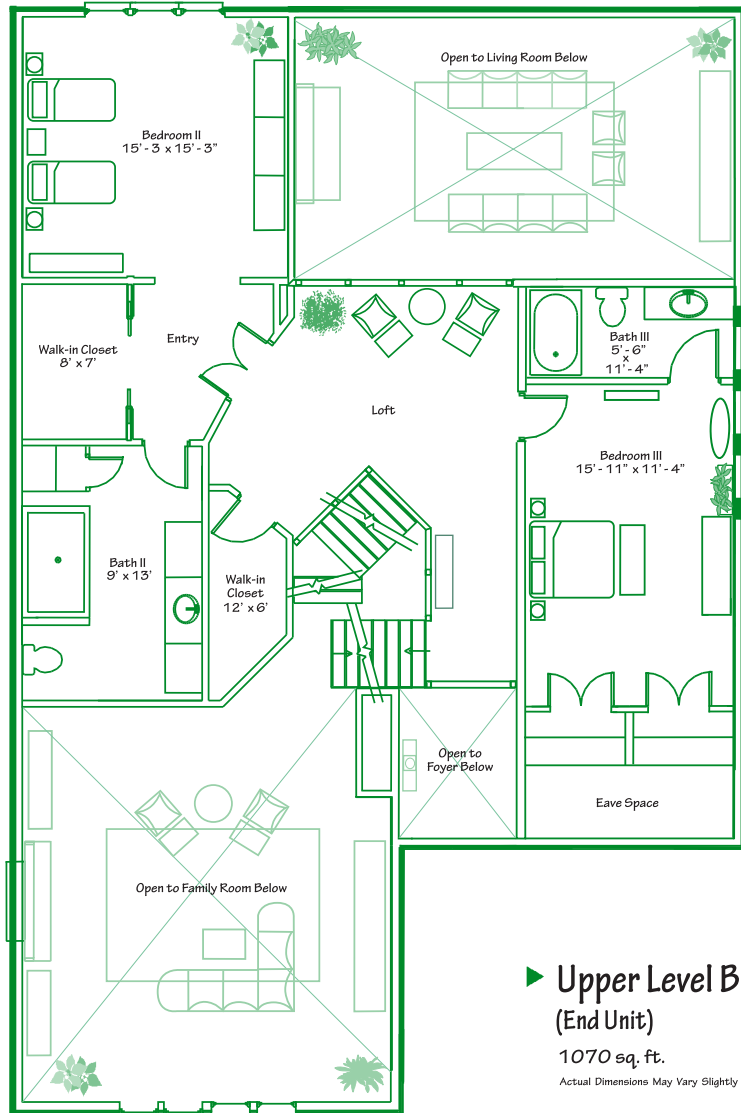 Open to Living Room Below
Bedroom II
15' - 3 x 15' - 3"
Entry
Walk-in Closet
8' x 7'
Bath III
5' - 6"
x
11' - 4"
Loft
Bedroom III
15' - 11" x 11' - 4"
Bath II
9' x 13'
Walk-in
Closet
12' x 6'
Open to
Foyer Below
Eave Space
Open to Family Room Below
Upper Level B
(End Unit)
1070 sq. ft.
Actual Dimensions May Vary Slightly